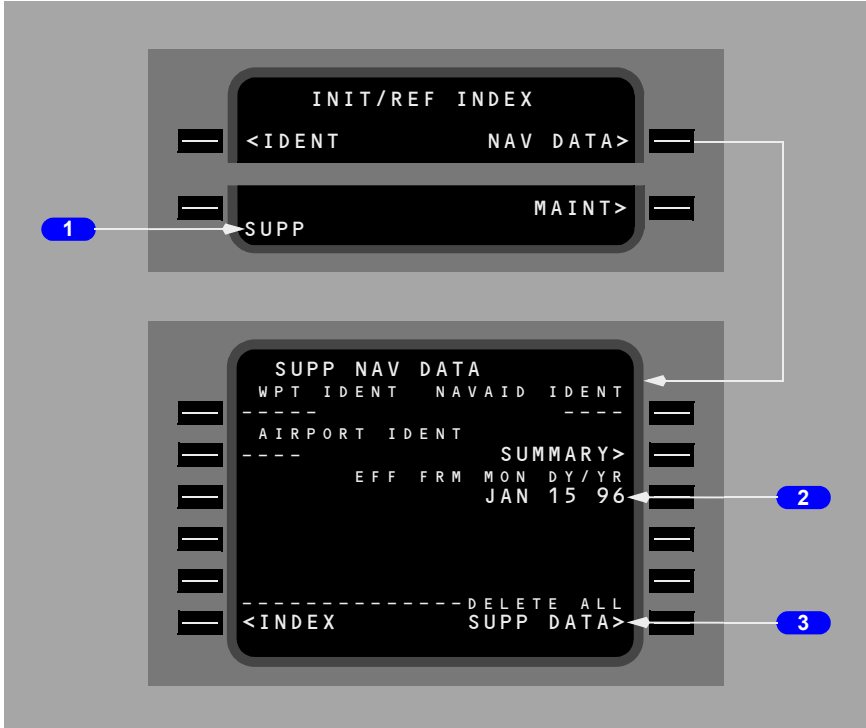 INIT/REF INDEX
<IDENT NAV DATA>
MAINT>
1
SUPP
SUPP NAV DATA
WPT IDENT NAVAID IDENT
----- ----
AIRPORT IDENT
---- SUMMARY>
EFF FRM MON DY/YR
JAN 15 96
2
--------------DELETE ALL
<INDEX SUPP DATA>
3